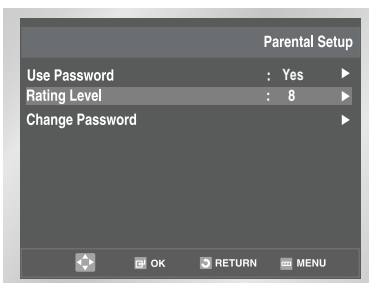 Parental Setup
Use Password : Yes
Rating Level : 8
Change Password
OK RETURN MENU